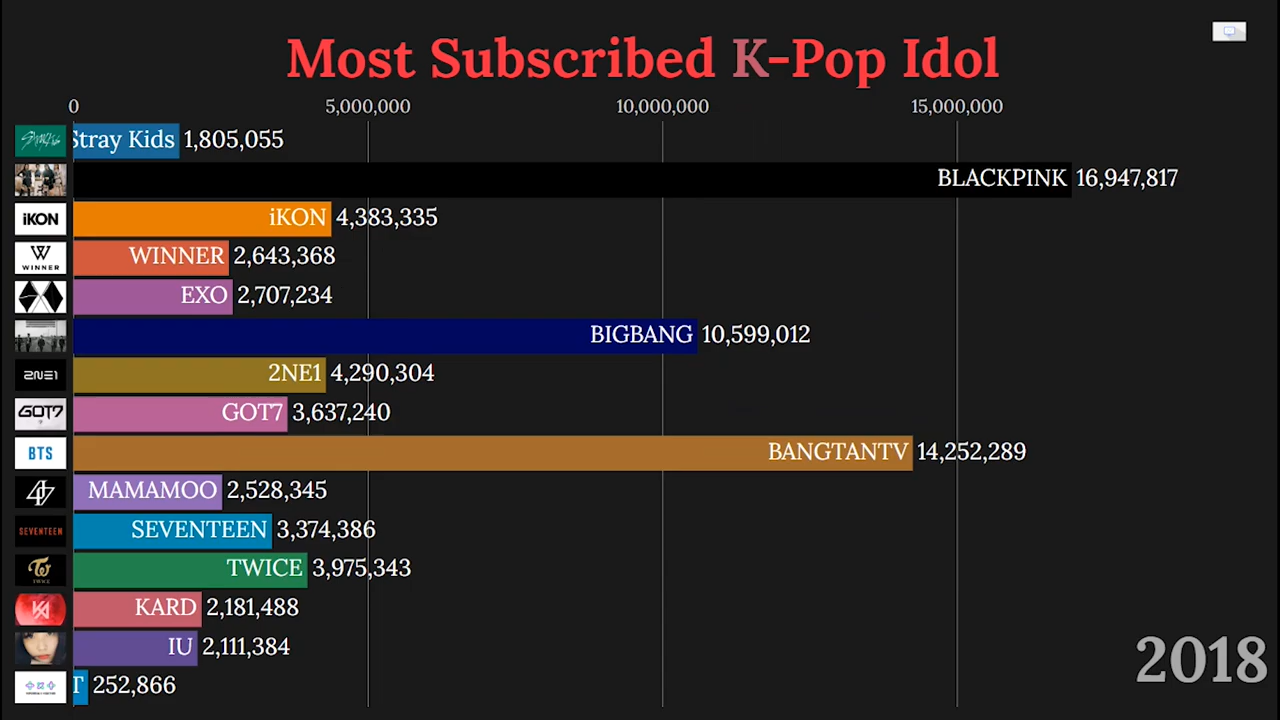 Most Subscribed K-Pop Idol
0 5,000,000 10,000,000 15,000,000
Stray Kids 1,805,055
BLACKPINK 16,947,817
iKON iKON 4,383,335
WINNER WINNER 2,643,368
EXO 2,707,234
BIGBANG 10,599,012
2NE1 2NE1 4,290,304
GOT7 GOT7 3,637,240
BTS BANGTANTV 14,252,289
MAMAMOO 2,528,345
SEVENTEEN SEVENTEEN 3,374,386
TWICE TWICE 3,975,343
KARD 2,181,488
IU 2,111,384
T 252,866
2018